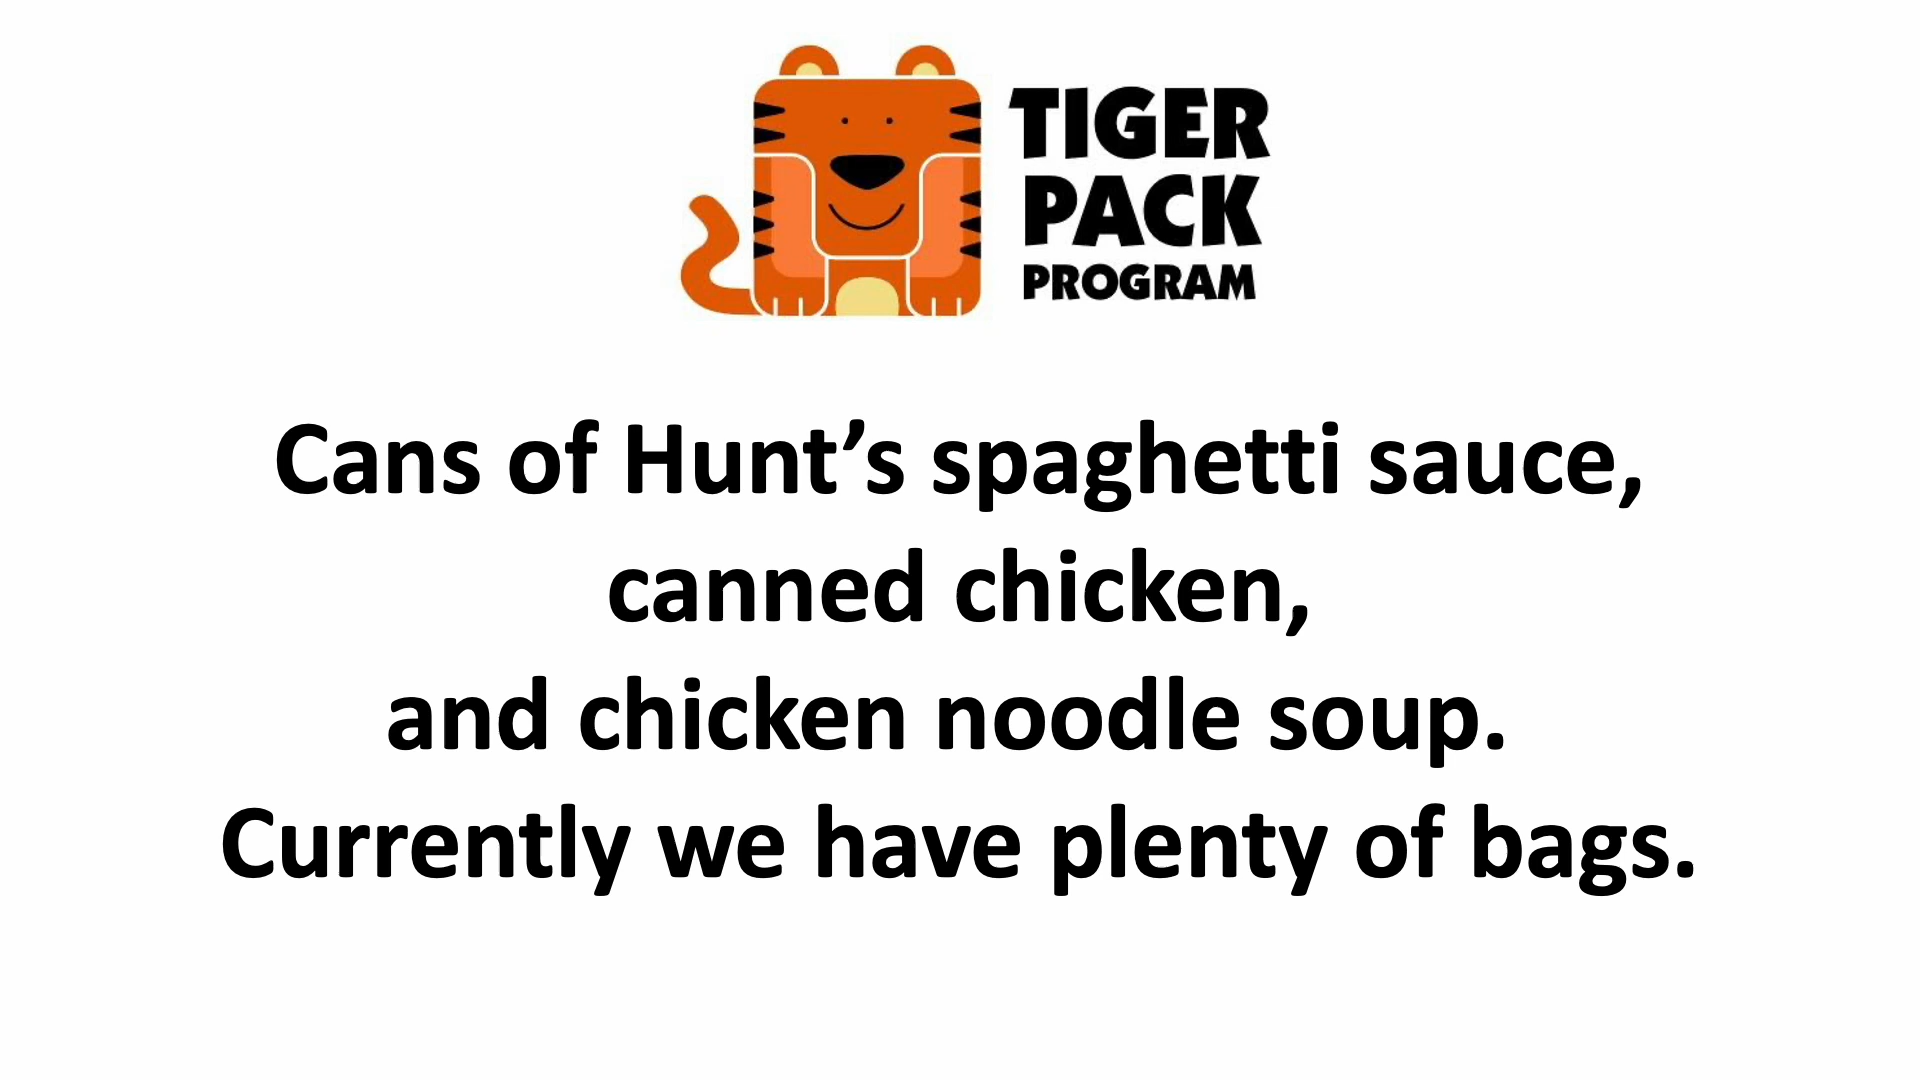 TIGER
PACK
PROGRAM
Cans of Hunt’s spaghetti sauce,
canned chicken,
and chicken noodle soup.
Currently we have plenty of bags.